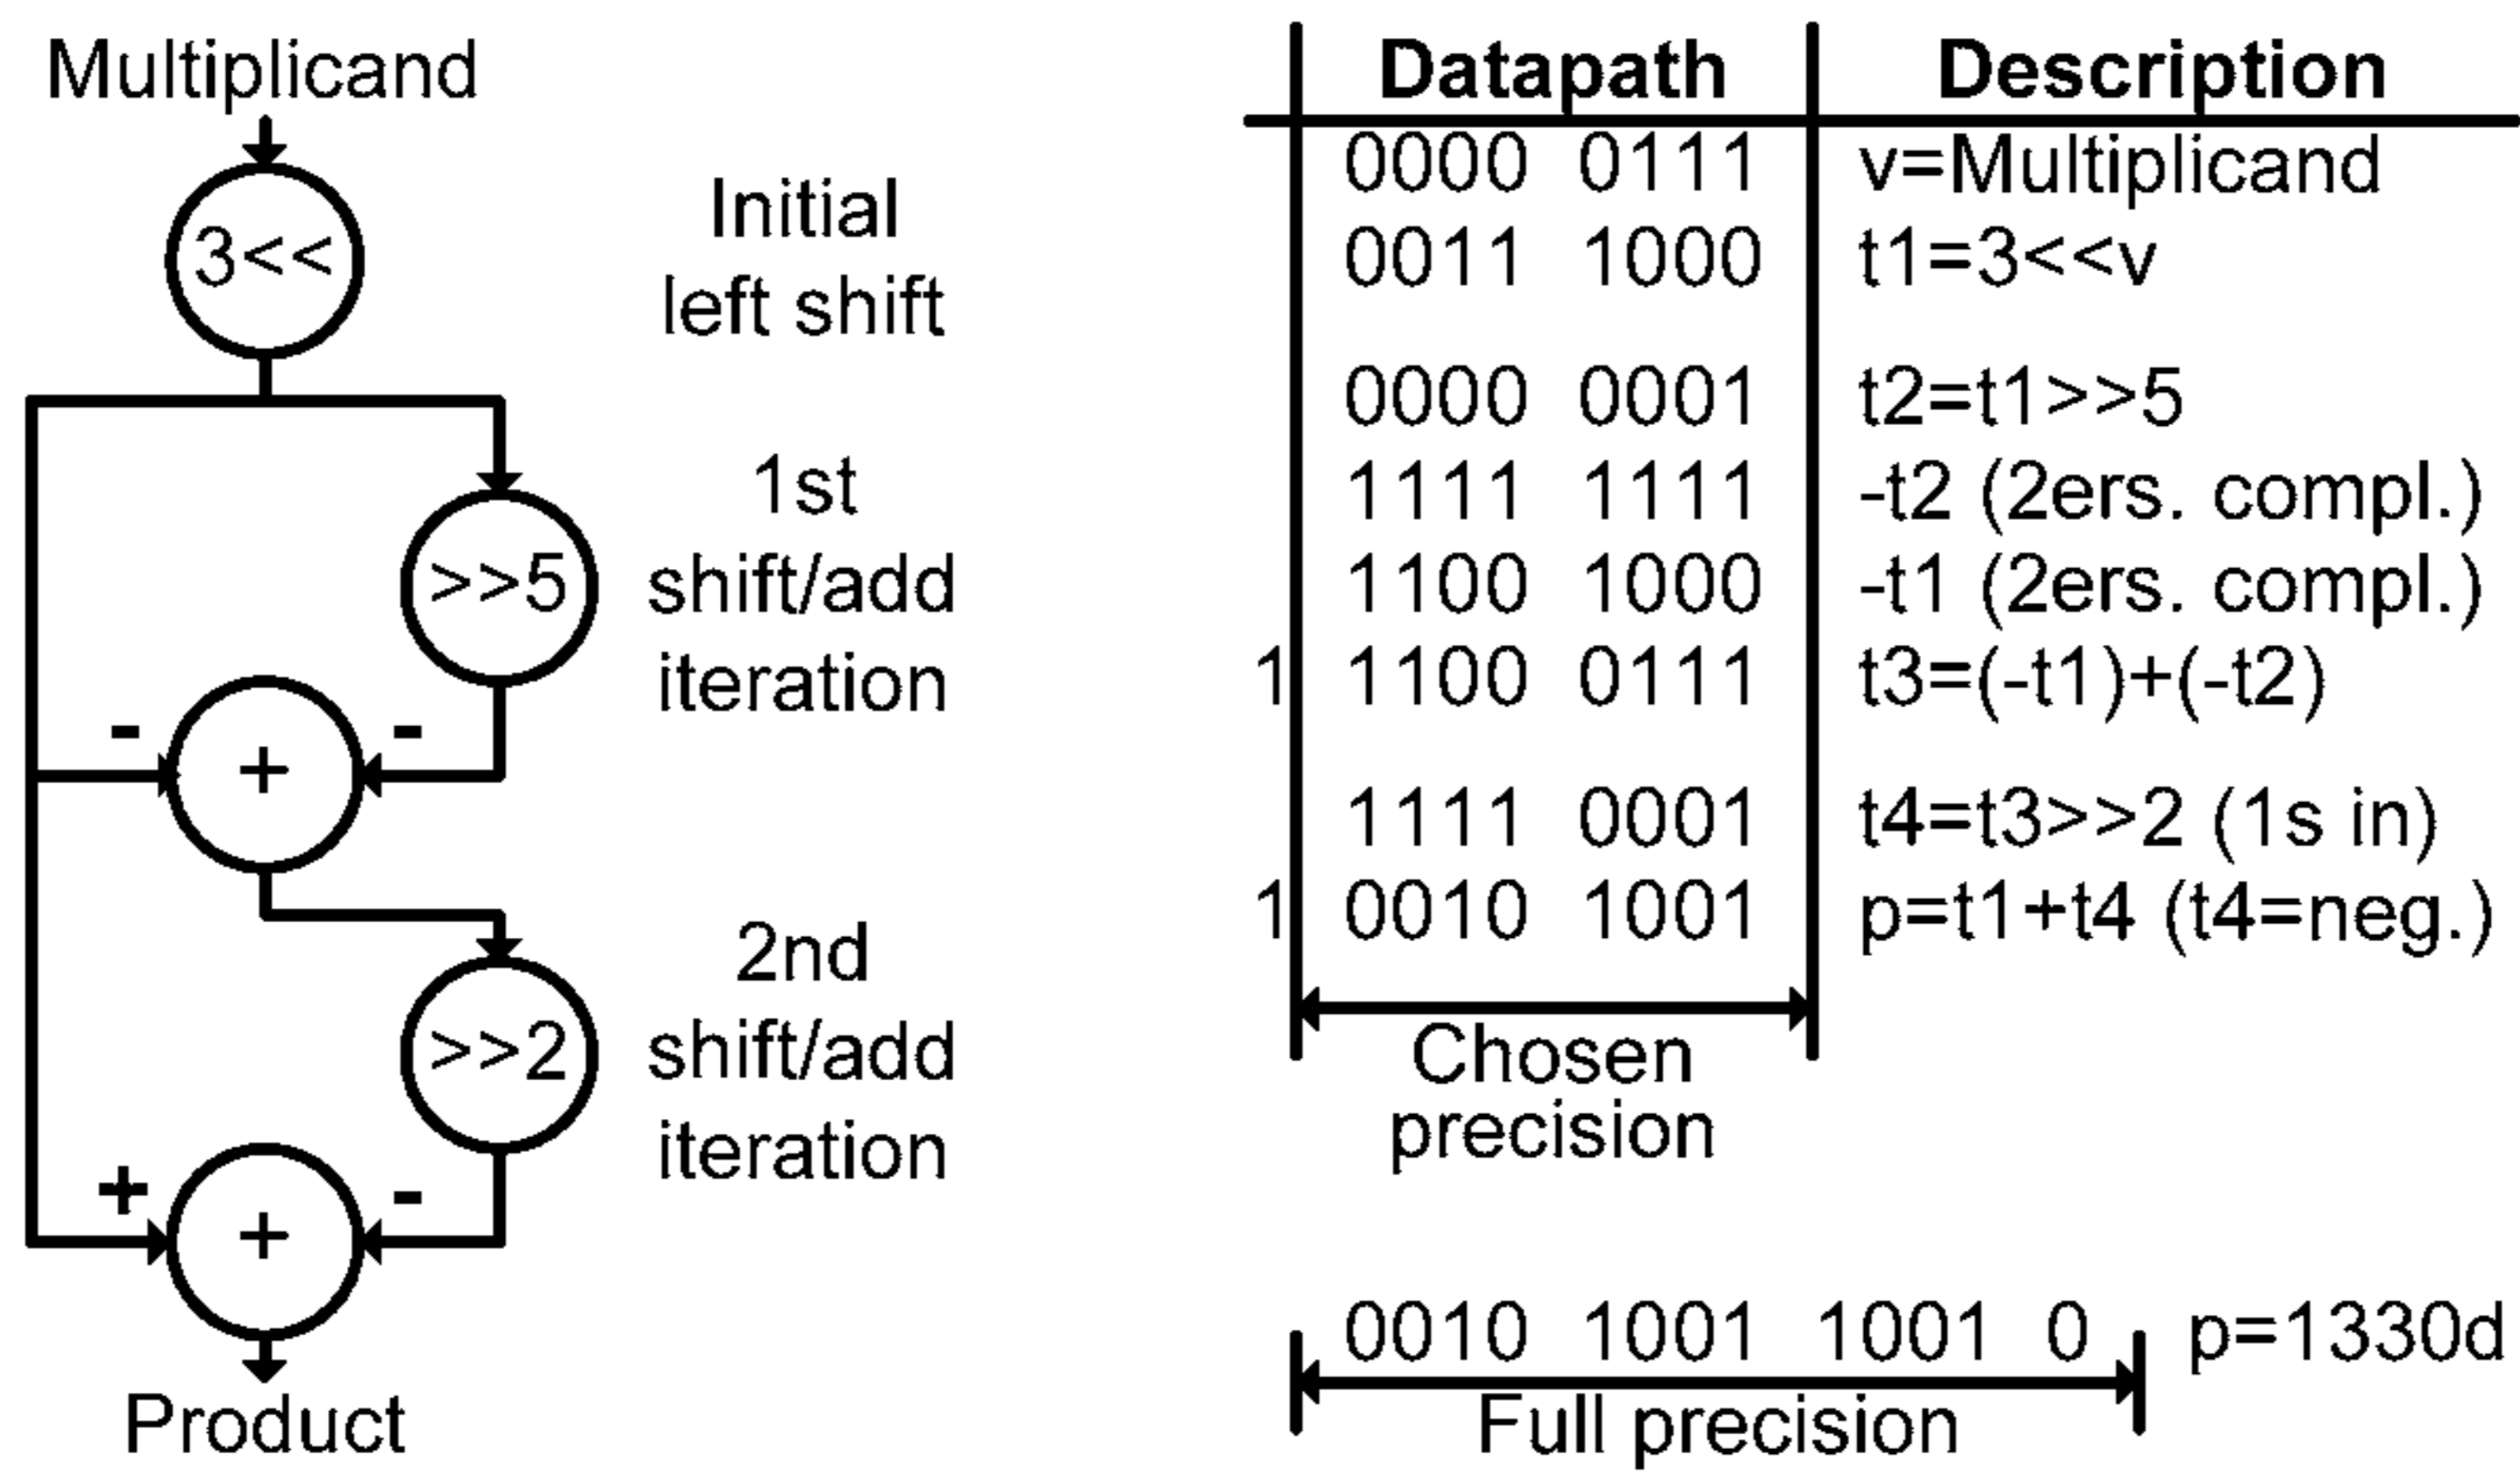 Multiplicand
3<<
Initial
left shift
1st
shift/add
iteration
>>5
-
-
+
2nd
shift/add
iteration
>>2
+
-
+
Product
Datapath Description
0000 0111 v=Multiplicand
0011 1000 t1=3<<v
0000 0001 t2=t1>>5
1111 1111 -t2 (2ers. compl.)
1100 1000 -t1 (2ers. compl.)
1 1100 0111 t3=(-t1)+(-t2)
1111 0001 t4=t3>>2 (1s in)
1 0010 1001 p=t1+t4 (t4=neg.)
Chosen
precision
0010 1001 1001 0 p=1330d
Full precision